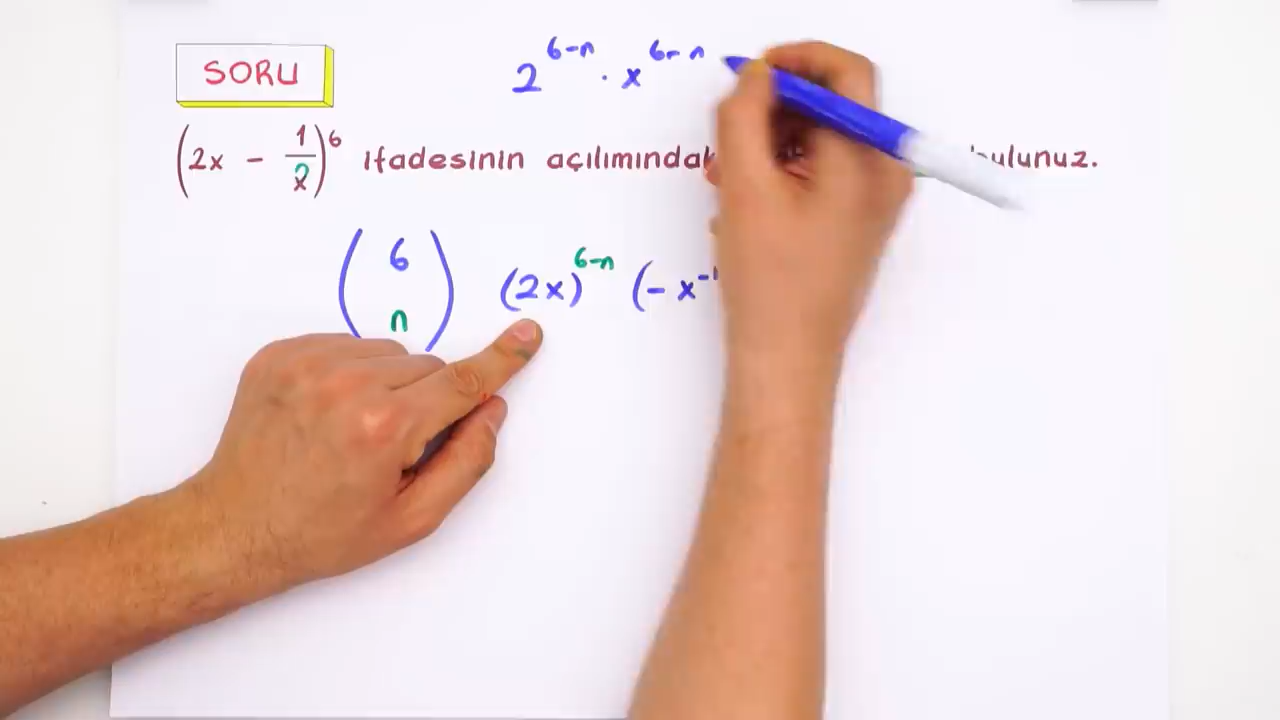 SORU
2^{6-n} · x^{6-n}
(2x - 1/x)^6 ifadesinin açılımındak bulunuz.
(6 n) (2x)^{6-n} (-x^{-1